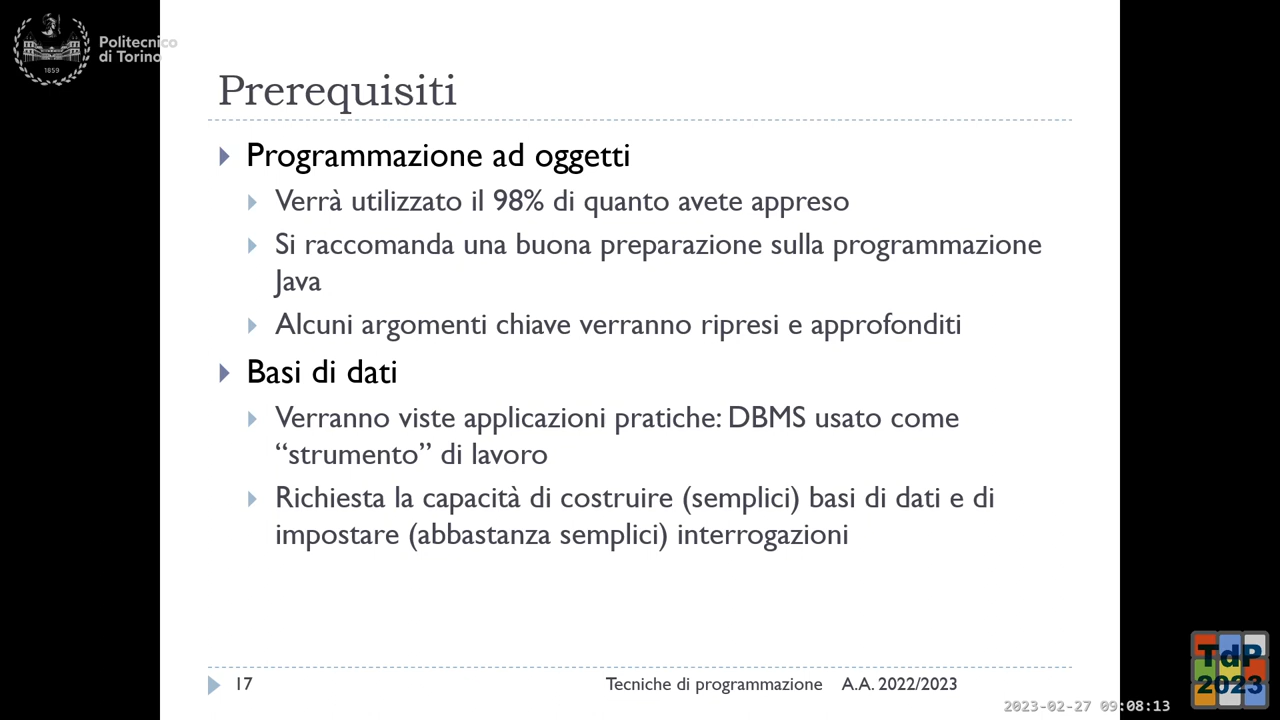 Politecnico
di Torino
1859
Prerequisiti
Programmazione ad oggetti
Verrà utilizzato il 98% di quanto avete appreso
Si raccomanda una buona preparazione sulla programmazione
Java
Alcuni argomenti chiave verranno ripresi e approfonditi
Basi di dati
Verranno viste applicazioni pratiche: DBMS usato come
“strumento” di lavoro
Richiesta la capacità di costruire (semplici) basi di dati e di
impostare (abbastanza semplici) interrogazioni
17 Tecniche di programmazione A.A. 2022/2023
2023-02-27 09:08:13
TdP
2023